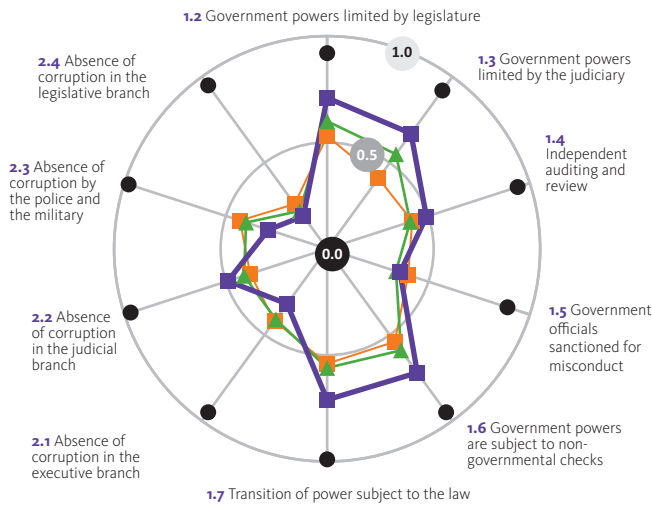 1.2 Government powers limited by legislature
1.0
1.3 Government powers
limited by the judiciary
2.4 Absence of
corruption in the
legislative branch
1.4
Independent
auditing and
review
0.5
2.3 Absence of
corruption by
the police and
the military
0.0
1.5 Government
officials
sanctioned for
misconduct
2.2 Absence
of corruption
in the judicial
branch
1.6 Government powers
are subject to non-
governmental checks
2.1 Absence of
corruption in the
executive branch
1.7 Transition of power subject to the law